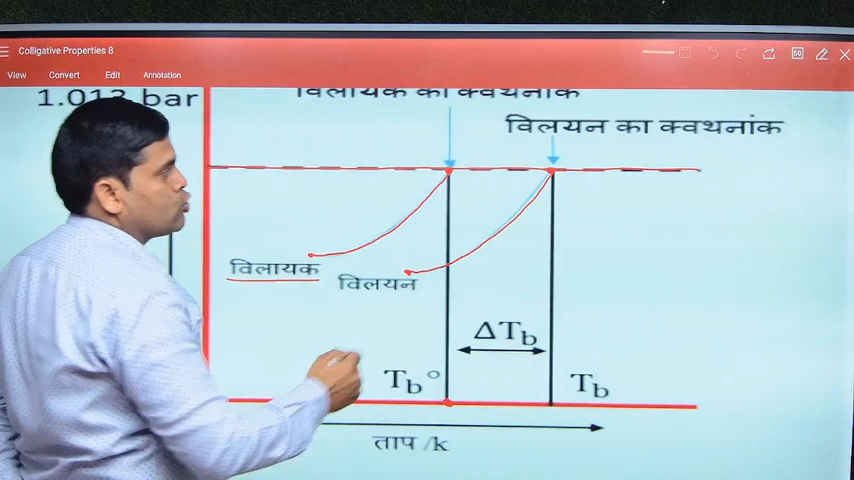 Colligative Properties 8
50
View Convert Edit Annotation
1.013 bar
विलायक का क्वथनांक
विलयन का क्वथनांक
विलायक
विलयन
ΔTb
Tb°
Tb
ताप /k